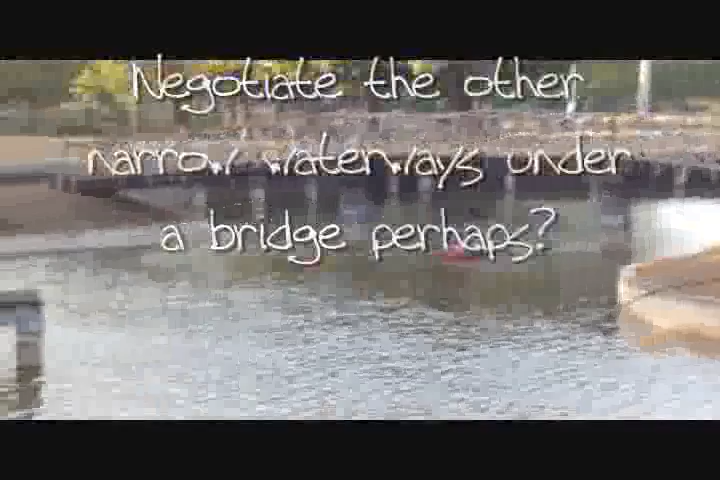 Negotiate the other
narrow waterways under
a bridge perhaps?